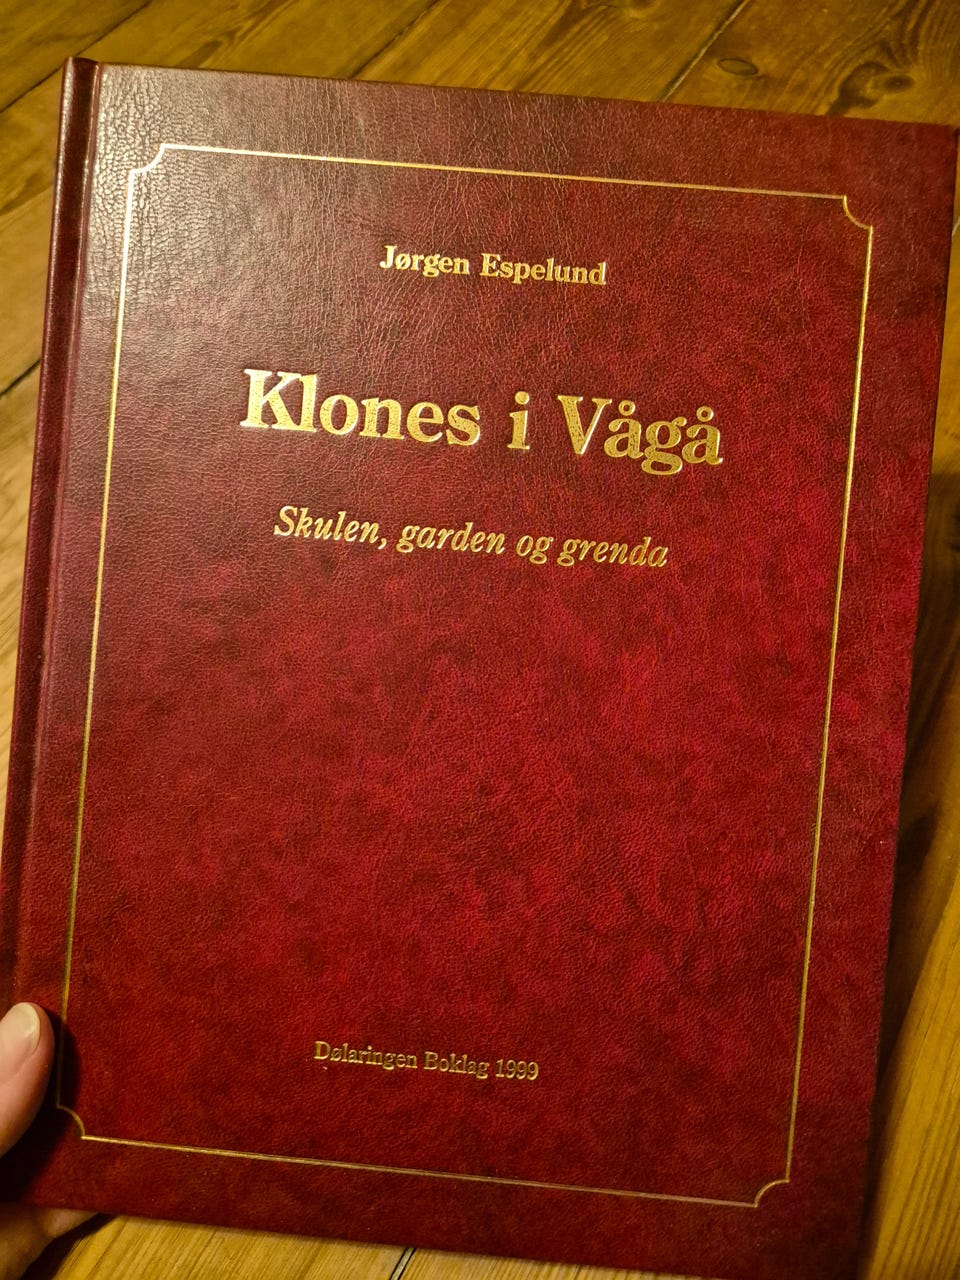 Jørgen Espelund
Klones i Vågå
Skulen, garden og grenda
Dølaringen Boklag 1999